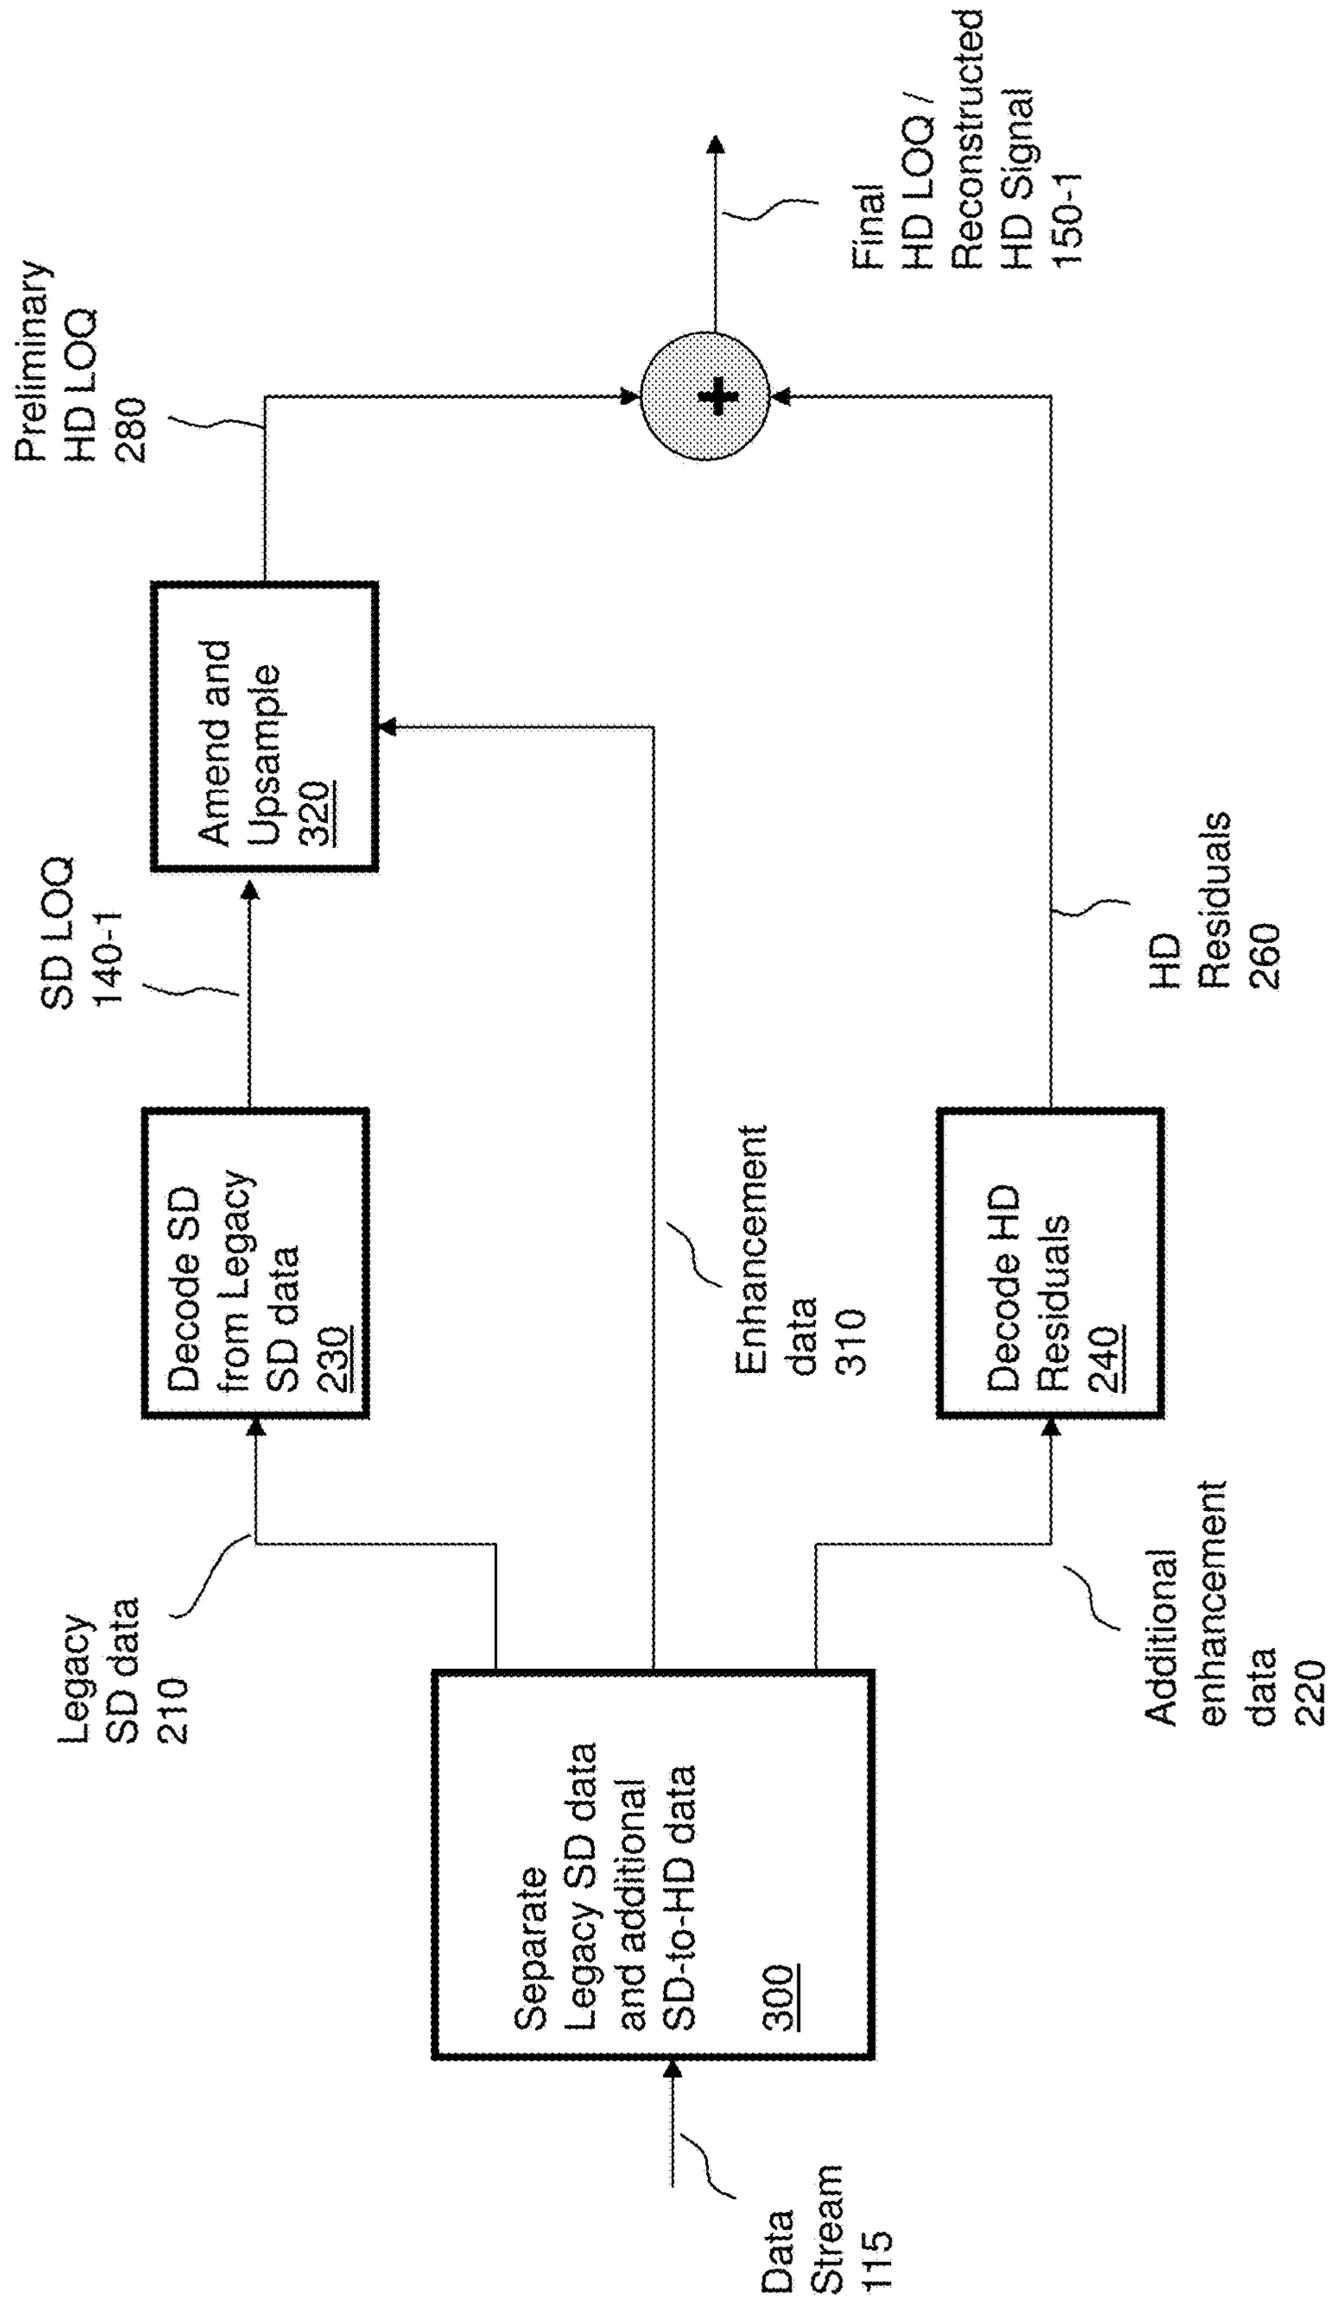 Data
Stream
115
Separate
Legacy SD data
and additional
SD-to-HD data
300
Legacy
SD data
210
Decode SD
from Legacy
SD data
230
SD LOQ
140-1
Amend and
Upsample
320
Preliminary
HD LOQ
280
Enhancement
data
310
Additional
enhancement
data
220
Decode HD
Residuals
240
HD
Residuals
260
+
Final
HD LOQ /
Reconstructed
HD Signal
150-1